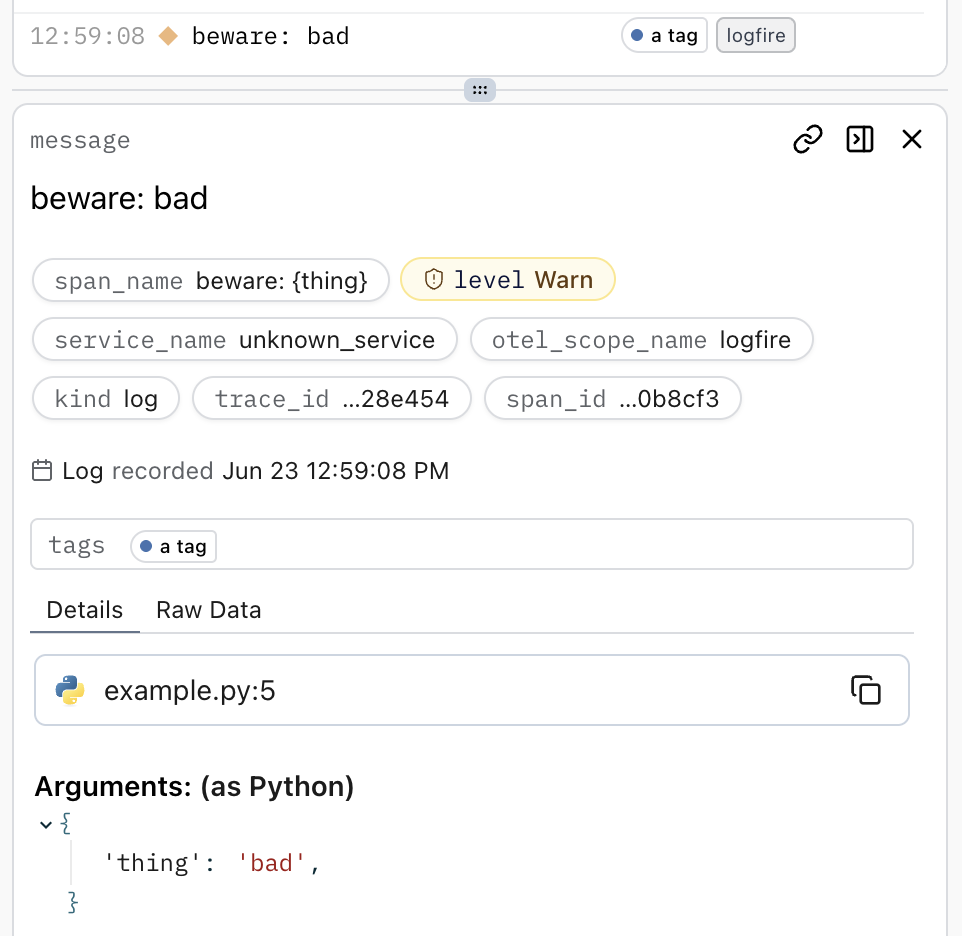 12:59:08 beware: bad a tag logfire
message
beware: bad
span_name beware: {thing} level Warn
service_name unknown_service otel_scope_name logfire
kind log trace_id ...28e454 span_id ...0b8cf3
Log recorded Jun 23 12:59:08 PM
tags a tag
Details Raw Data
example.py:5
Arguments: (as Python)
{
'thing': 'bad',
}